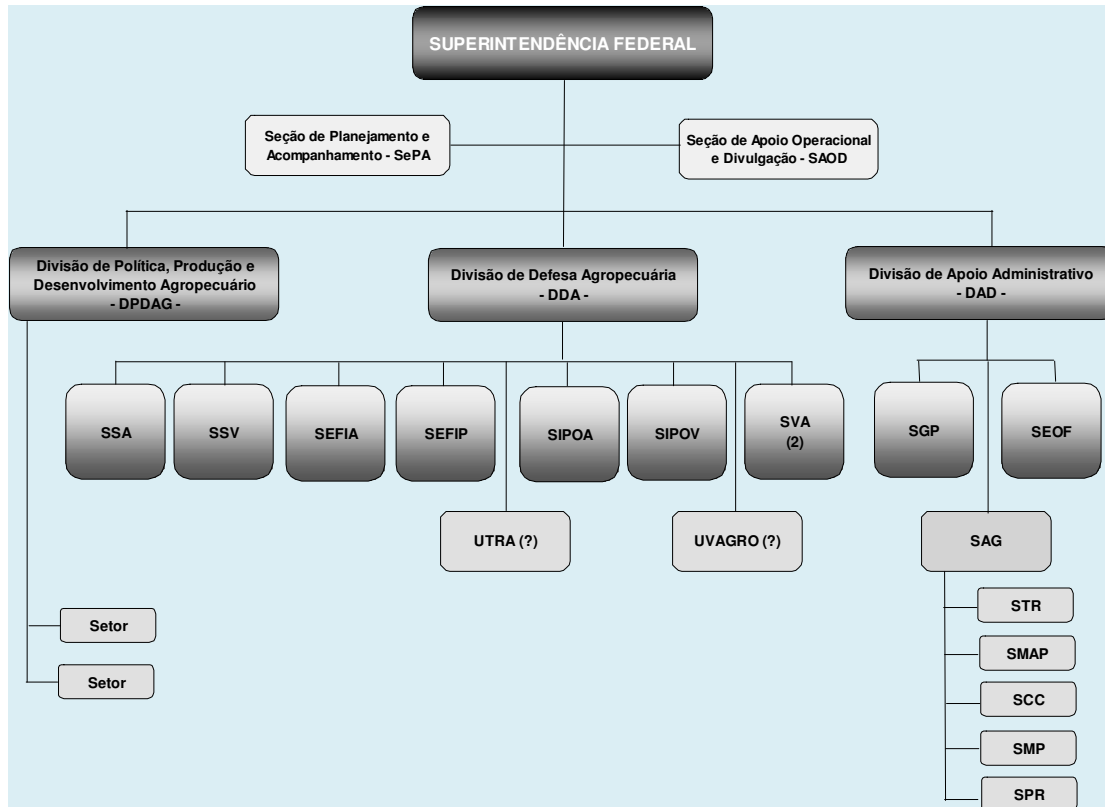 SUPERINTENDÊNCIA FEDERAL
Seção de Planejamento e
Acompanhamento - SePA
Seção de Apoio Operacional
e Divulgação - SAOD
Divisão de Política, Produção e
Desenvolvimento Agropecuário
- DPDAG -
Divisão de Defesa Agropecuária
- DDA -
Divisão de Apoio Administrativo
- DAD -
SSA
SSV
SEFIA
SEFIP
SIPOA
SIPOV
SVA
(2)
SGP
SEOF
UTRA (?)
UVAGRO (?)
SAG
Setor
Setor
STR
SMAP
SCC
SMP
SPR